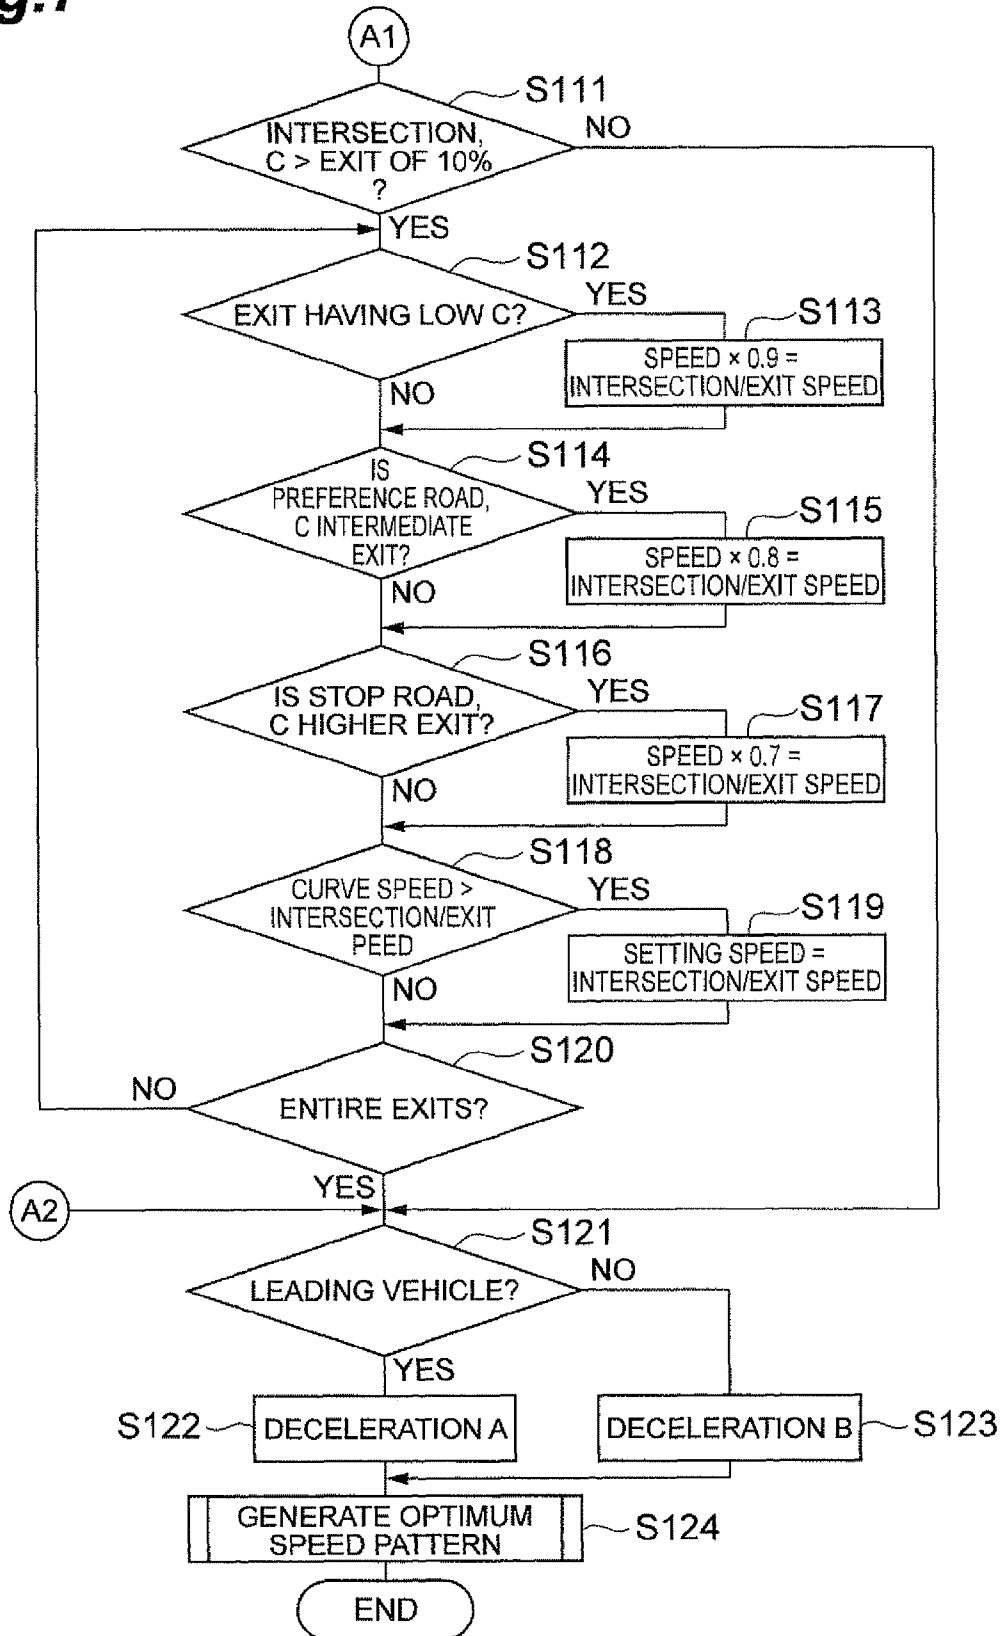 A1
S111
INTERSECTION,
C > EXIT OF 10%
?
NO
YES
S112
EXIT HAVING LOW C?
YES
S113
SPEED × 0.9 =
INTERSECTION/EXIT SPEED
NO
S114
IS
PREFERENCE ROAD,
C INTERMEDIATE
EXIT?
YES
S115
SPEED × 0.8 =
INTERSECTION/EXIT SPEED
NO
S116
IS STOP ROAD,
C HIGHER EXIT?
YES
S117
SPEED × 0.7 =
INTERSECTION/EXIT SPEED
NO
S118
CURVE SPEED >
INTERSECTION/EXIT
PEED
YES
S119
SETTING SPEED =
INTERSECTION/EXIT SPEED
NO
S120
ENTIRE EXITS?
NO
YES
A2
S121
LEADING VEHICLE?
NO
YES
S122
DECELERATION A
DECELERATION B
S123
GENERATE OPTIMUM
SPEED PATTERN
S124
END